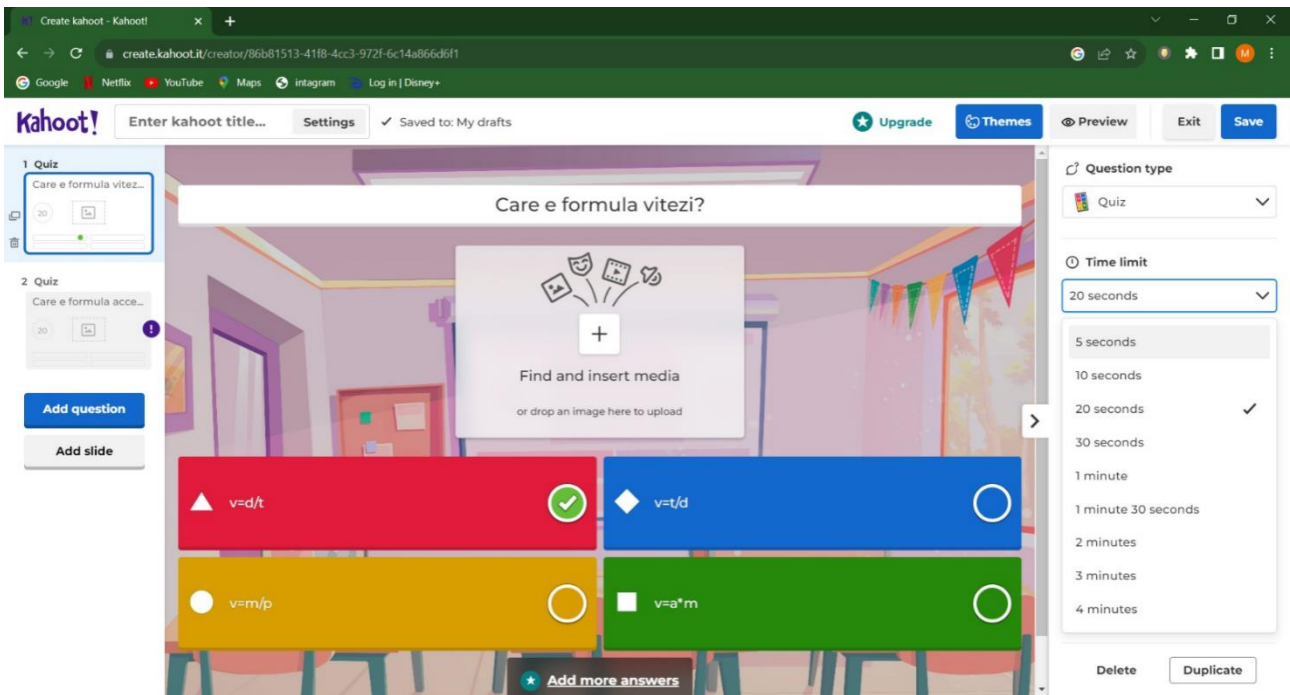 Create kahoot - Kahoot!
create.kahoot.it/creator/86b81513-41f8-4cc3-972f-6c14a866d6f1
M
Google Netflix YouTube Maps intagram Log in | Disney+
Kahoot! Enter kahoot title... Settings Saved to: My drafts Upgrade Themes Preview Exit Save
1 Quiz
Care e formula vitez...
20
2 Quiz
Care e formula acce...
20
Add question
Add slide
Care e formula vitezi?
Find and insert media
or drop an image here to upload
v=d/t
v=t/d
v=m/p
v=a*m
Add more answers
Question type
Quiz
Time limit
20 seconds
5 seconds
10 seconds
20 seconds
30 seconds
1 minute
1 minute 30 seconds
2 minutes
3 minutes
4 minutes
Delete Duplicate